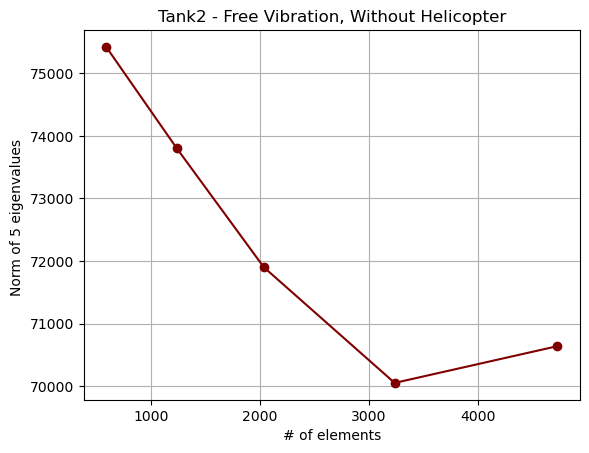 Tank2 - Free Vibration, Without Helicopter
Norm of 5 eigenvalues
75000
74000
73000
72000
71000
70000
1000 2000 3000 4000
# of elements